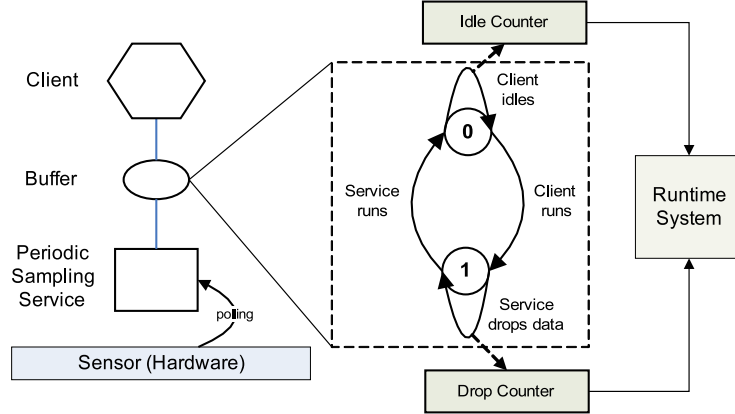 Idle Counter
Client
Client
idles
0
Buffer
Service
runs
Client
runs
Runtime
System
Periodic
Sampling
Service
1
Service
drops data
polling
Sensor (Hardware)
Drop Counter